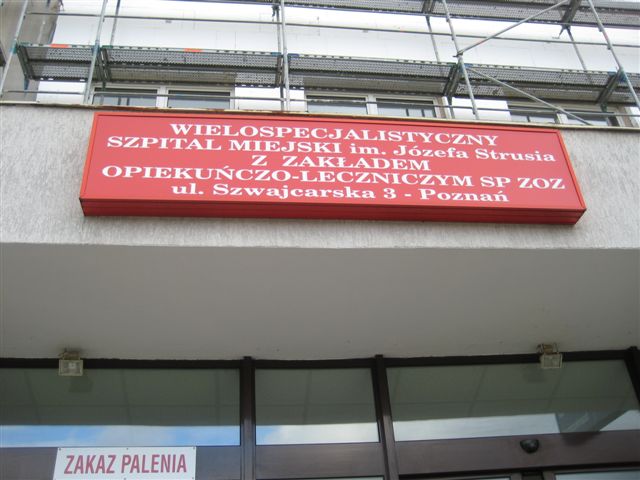 WIELOSPECJALISTYCZNY
SZPITAL MIEJSKI im. Józefa Strusia
Z ZAKŁADEM
OPIEKUŃCZO-LECZNICZYM SP ZOZ
ul. Szwajcarska 3 - Poznań
ZAKAZ PALENIA